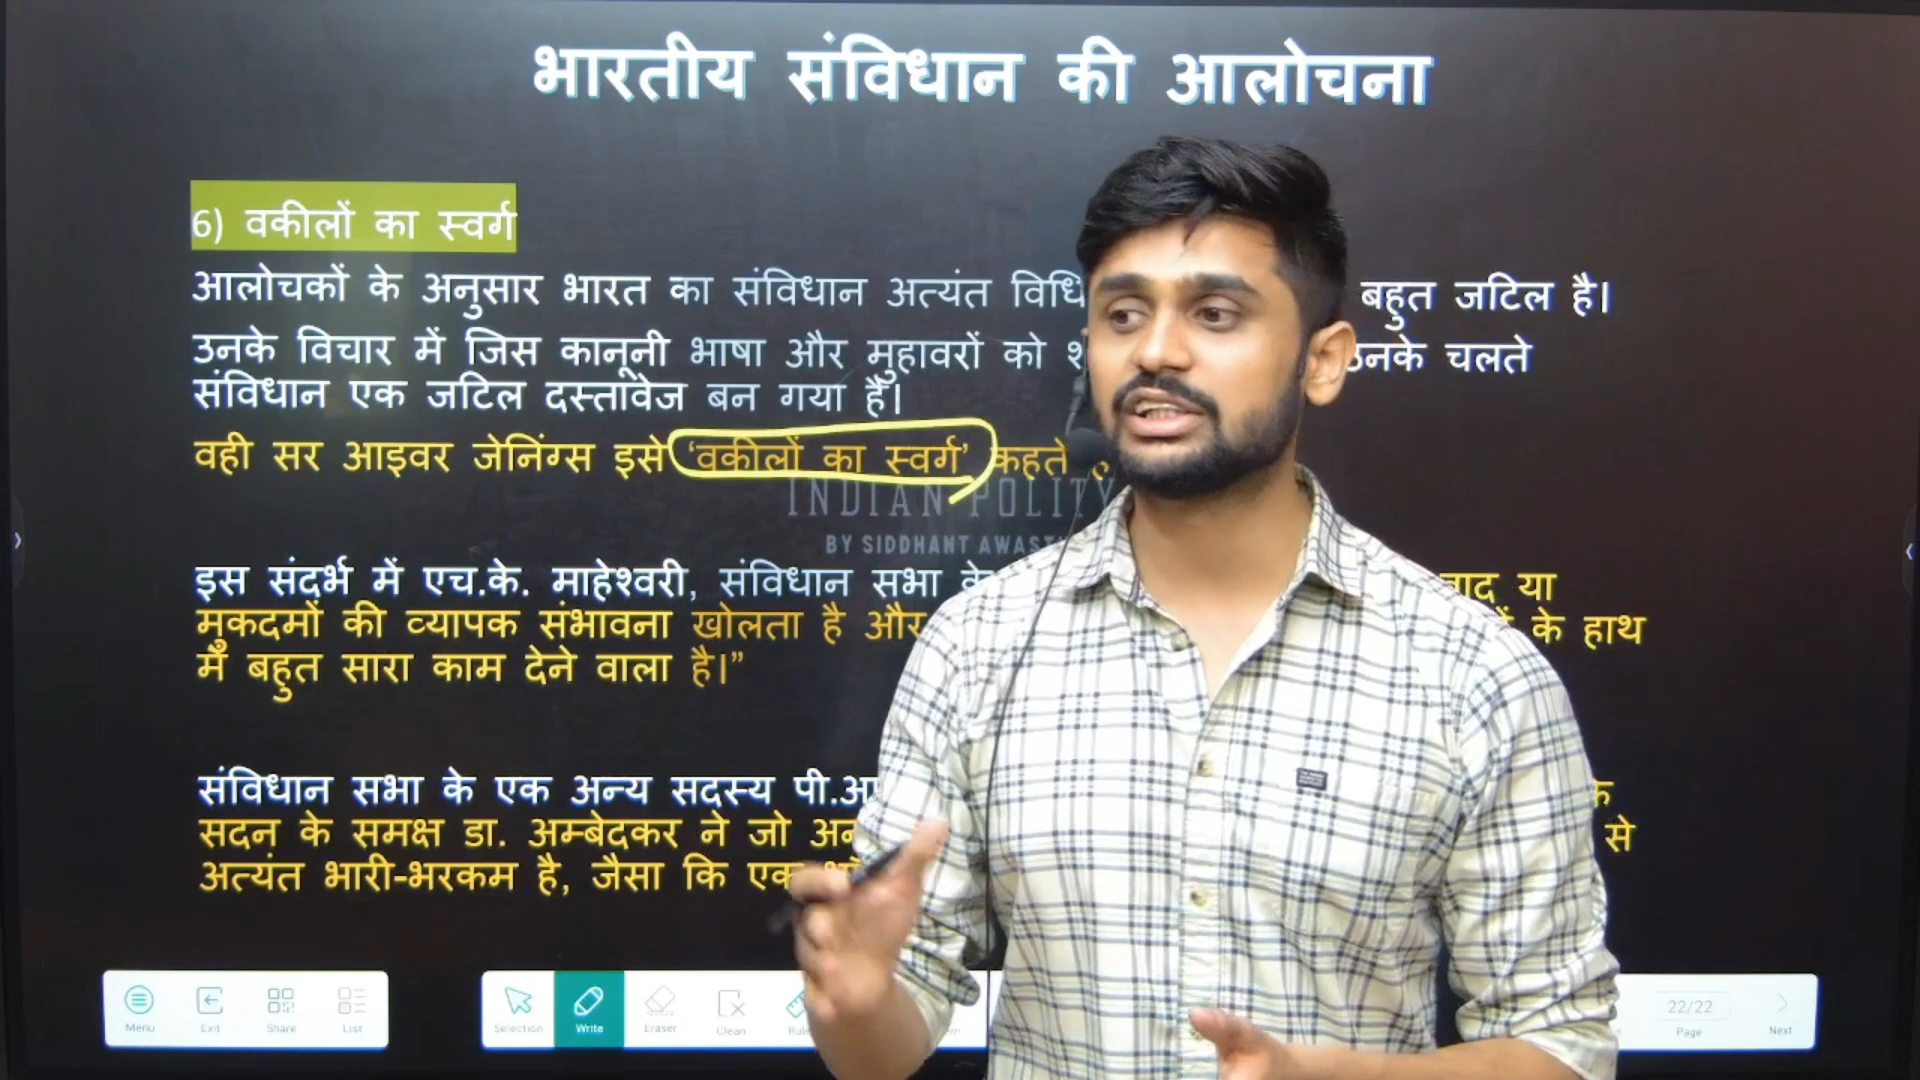 भारतीय संविधान की आलोचना
6) वकीलों का स्वर्ग
आलोचकों के अनुसार भारत का संविधान अत्यंत विधि बहुत जटिल है।
उनके विचार में जिस कानूनी भाषा और मुहावरों को उनके चलते
संविधान एक जटिल दस्तावेज बन गया है।
वही सर आइवर जेनिंग्स इसे ‘वकीलों का स्वर्ग’ कहते
INDIAN POLITY
BY SIDDHANT
इस संदर्भ में एच.के. माहेश्वरी, संविधान सभा के या
मुकदमों की व्यापक संभावना खोलता है और के हाथ
में बहुत सारा काम देने वाला है।”
संविधान सभा के एक अन्य सदस्य
सदन के समक्ष डा. अम्बेदकर ने जो से
अत्यंत भारी-भरकम है, जैसा कि एक
Menu Exit Share List Selection Write Eraser Clean 22/22 Page Next